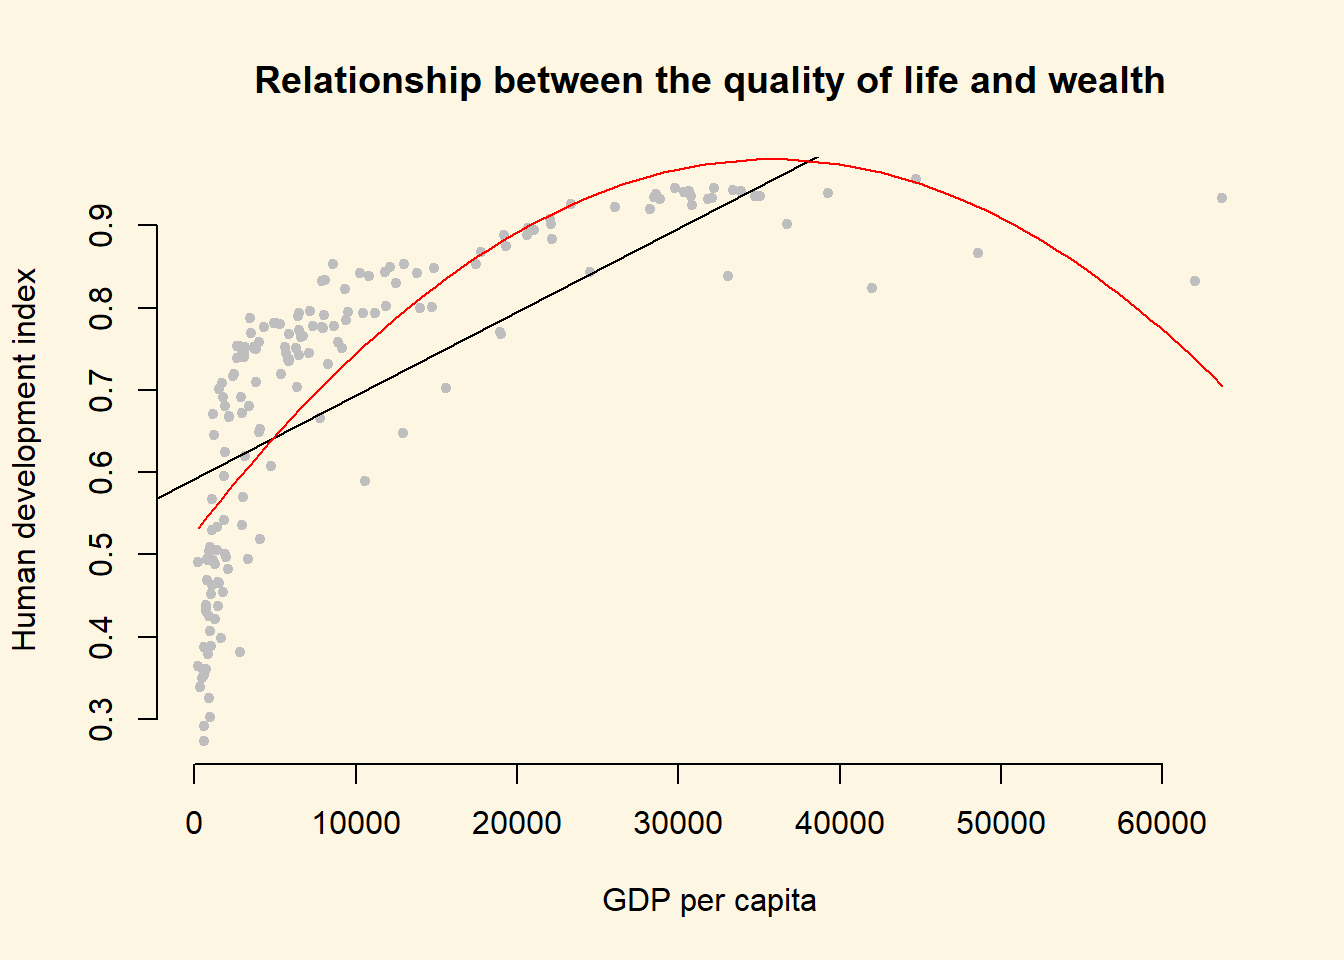 Relationship between the quality of life and wealth
Human development index
0.9
0.8
0.7
0.6
0.5
0.4
0.3
0 10000 20000 30000 40000 50000 60000
GDP per capita